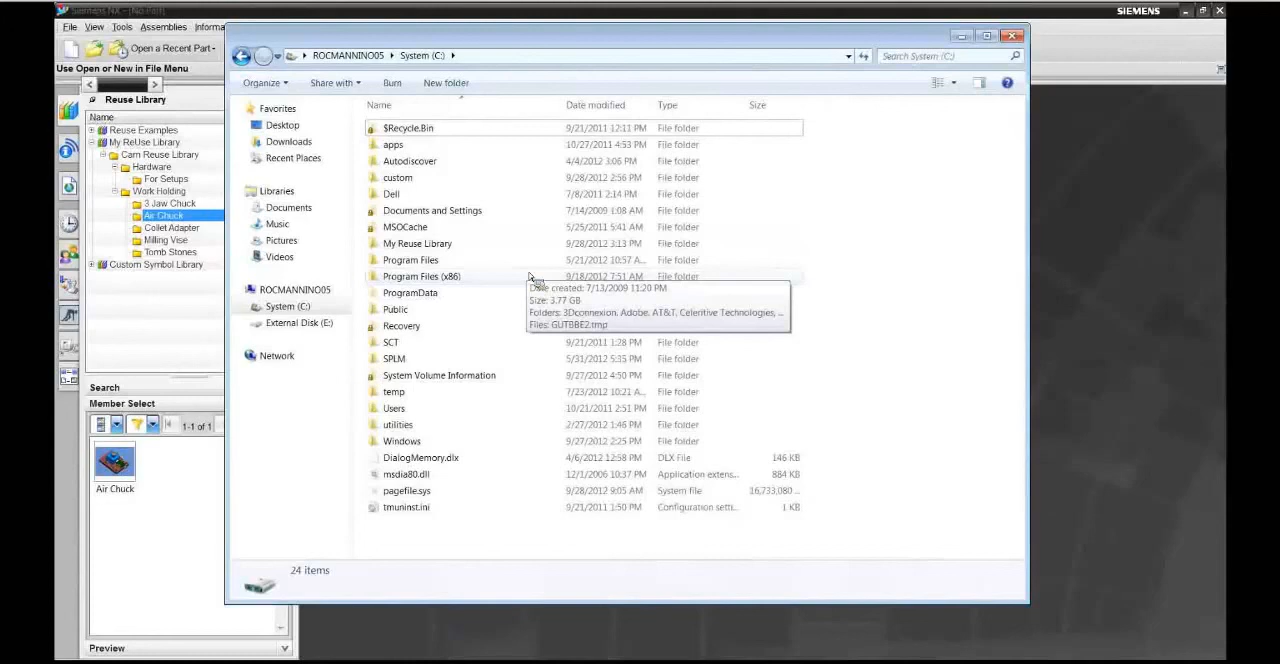 Siemens NX - [No Part]
SIEMENS
File View Tools Assemblies Informa
Open a Recent Part
Use Open or New in File Menu
Reuse Library
Name
Reuse Examples
My ReUse Library
Cam Reuse Library
Hardware
For Setups
Work Holding
3 Jaw Chuck
Air Chuck
Collet Adapter
Milling Vise
Tomb Stones
Custom Symbol Library
Search
Member Select
1-1 of 1
Air Chuck
Preview
ROCMANNINO05 System (C:)
Search System (C:)
Organize Share with Burn New folder
Favorites
Desktop
Downloads
Recent Places
Libraries
Documents
Music
Pictures
Videos
ROCMANNINO05
System (C:)
External Disk (E:)
Network
Name Date modified Type Size
$Recycle.Bin 9/21/2011 12:11 PM File folder
apps 10/27/2011 4:53 PM File folder
Autodiscover 4/4/2012 3:06 PM File folder
custom 9/28/2012 2:56 PM File folder
Dell 7/8/2011 2:14 PM File folder
Documents and Settings 7/14/2009 1:08 AM File folder
MSOCache 5/25/2011 5:41 AM File folder
My Reuse Library 9/28/2012 3:13 PM File folder
Program Files 5/21/2012 10:57 A... File folder
Program Files (x86) 9/18/2012 7:51 AM File folder
ProgramData
Public
Recovery
Date created: 7/13/2009 11:20 PM
Size: 3.77 GB
Folders: 3Dconnexion, Adobe, AT&T, Celeritive Technologies, ...
Files: GUTBBE2.tmp
SCT 9/21/2011 1:28 PM File folder
SPLM 5/31/2012 5:35 PM File folder
System Volume Information 9/27/2012 4:50 PM File folder
temp 7/23/2012 10:21 A... File folder
Users 10/21/2011 2:51 PM File folder
utilities 2/27/2012 1:46 PM File folder
Windows 9/27/2012 2:25 PM File folder
DialogMemory.dlx 4/6/2012 12:58 PM DLX File 146 KB
msdia80.dll 12/1/2006 10:37 PM Application extens... 884 KB
pagefile.sys 9/28/2012 9:05 AM System file 16,733,080 ...
tmuninst.ini 9/21/2011 1:50 PM Configuration setti... 1 KB
24 items